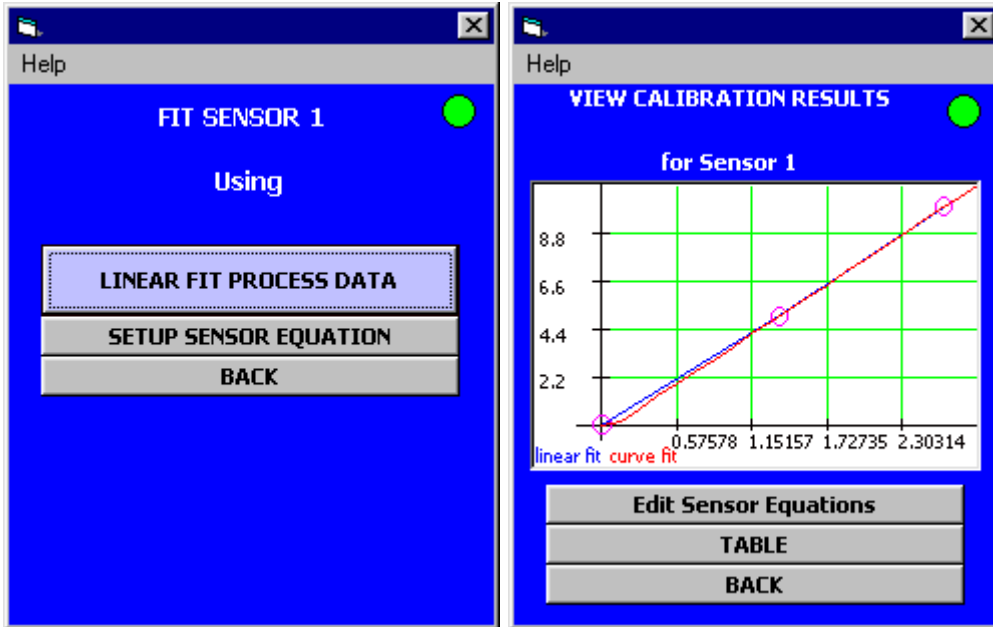 Help
FIT SENSOR 1
Using
LINEAR FIT PROCESS DATA
SETUP SENSOR EQUATION
BACK
Help
VIEW CALIBRATION RESULTS
for Sensor 1
8.8
6.6
4.4
2.2
0.57578 1.15157 1.72735 2.30314
linear fit curve fit
Edit Sensor Equations
TABLE
BACK